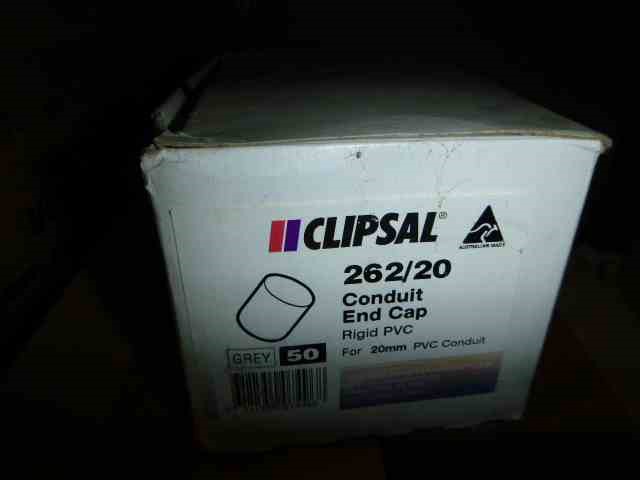 CLIPSAL®
AUSTRALIAN MADE
262/20
Conduit
End Cap
Rigid PVC
For 20mm PVC Conduit
GREY 50